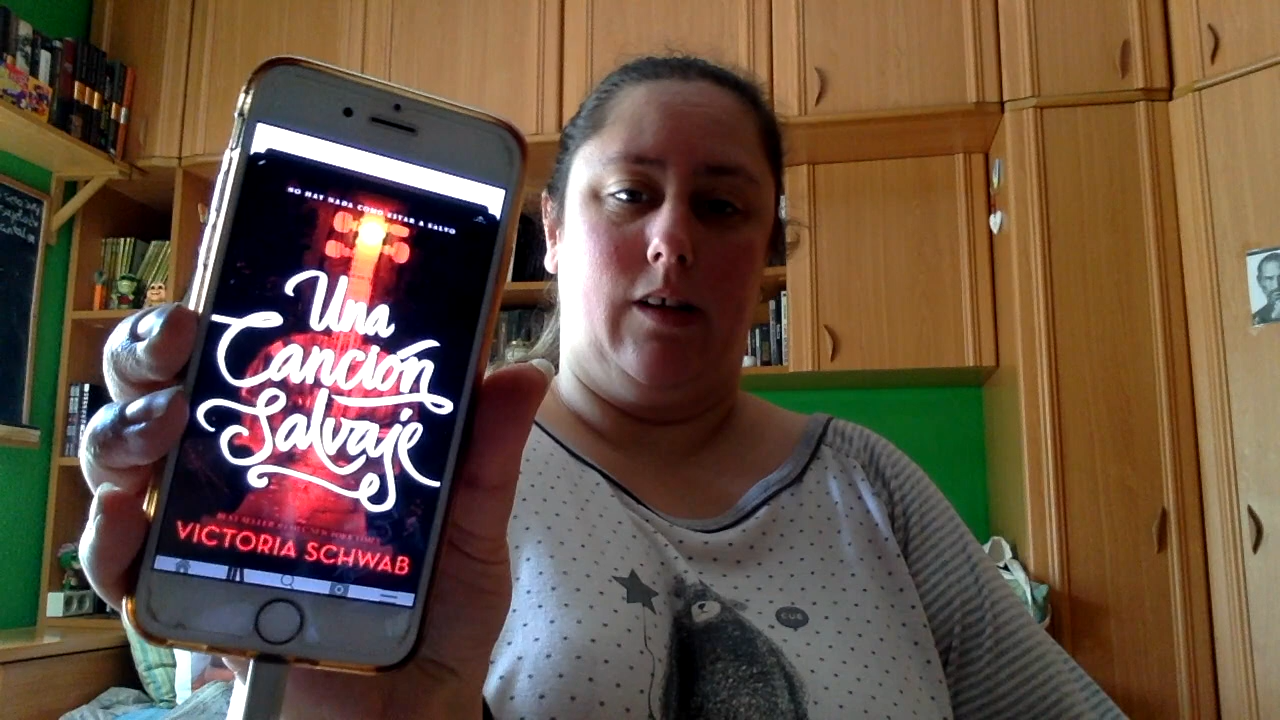 NO HAY NADA COMO ESTAR A SALVO
Una
Canción
Salvaje
VICTORIA SCHWAB